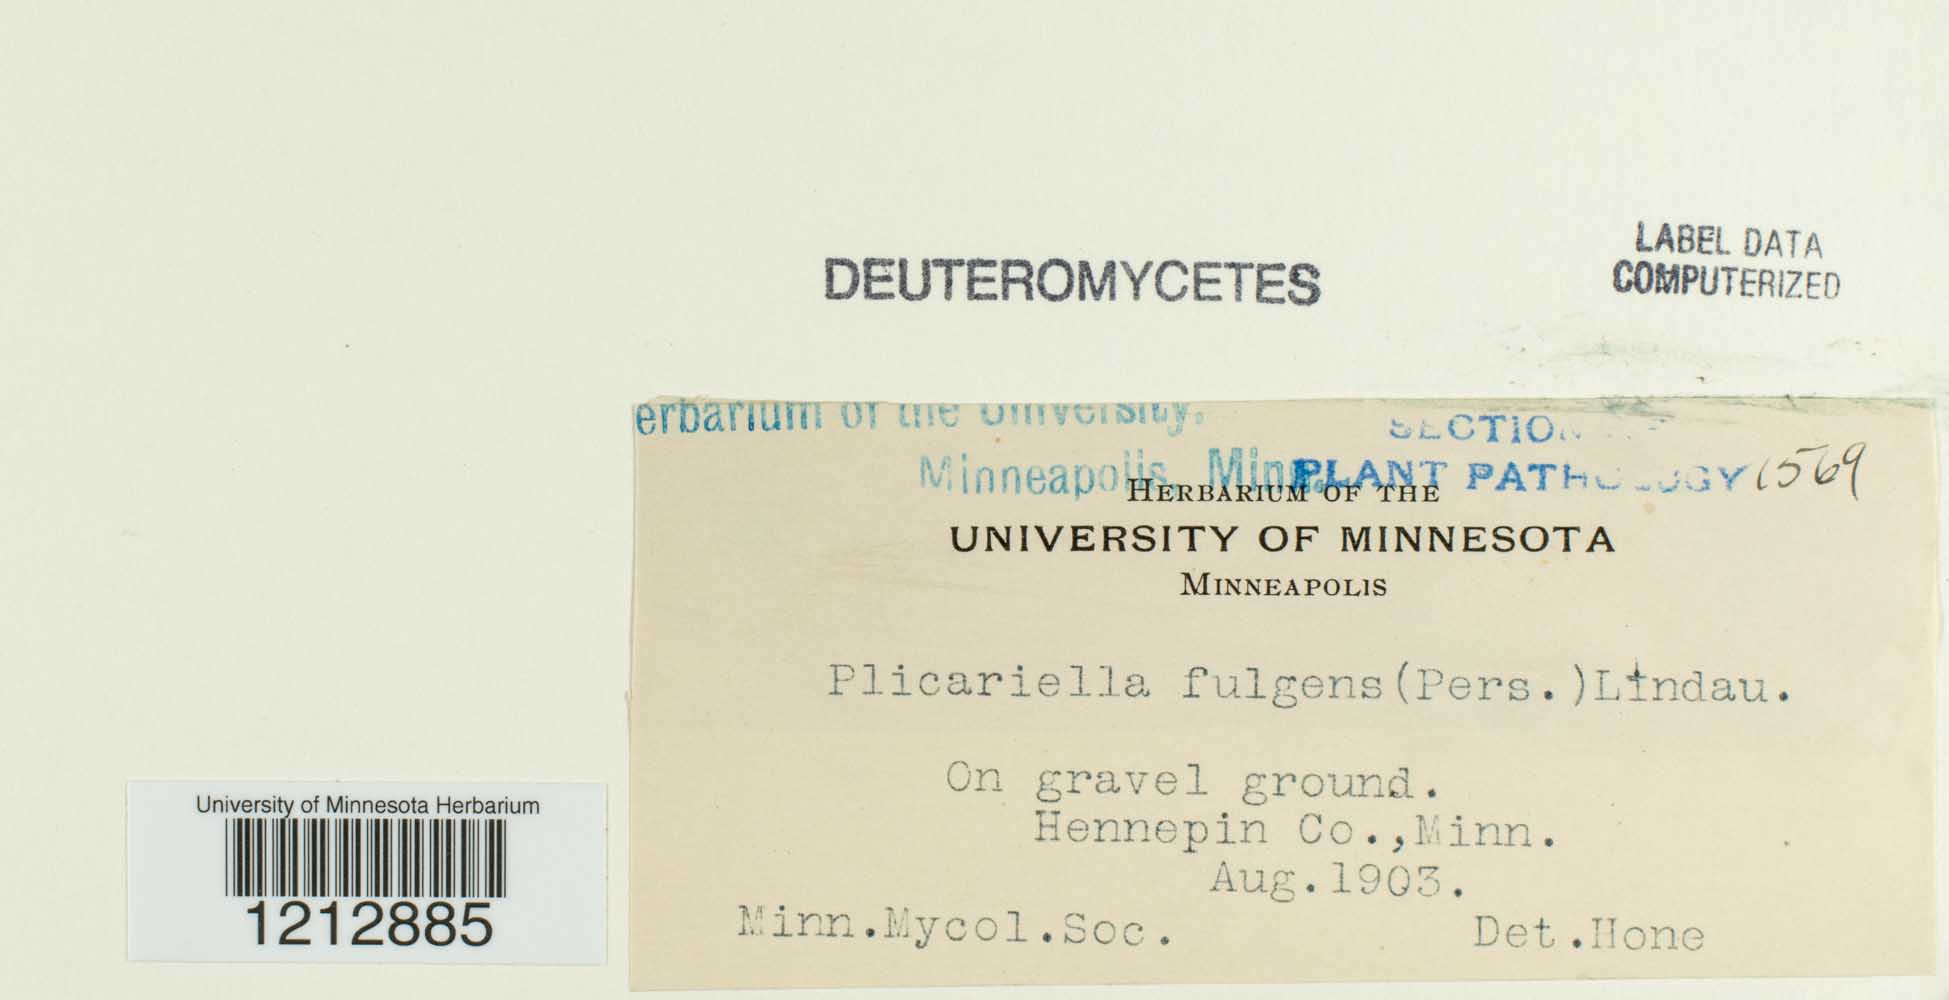 DEUTEROMYCETES
LABEL DATA
COMPUTERIZED
erbarium of the University.
Minneapolis, Minn.
SECTION
PLANT PATHOLOGY
1569
HERBARIUM OF THE
UNIVERSITY OF MINNESOTA
MINNEAPOLIS
Plicariella fulgens(Pers.)Lindau.
On gravel ground.
Hennepin Co.,Minn.
Aug.1903.
Minn.Mycol.Soc.
Det.Hone
University of Minnesota Herbarium
1212885